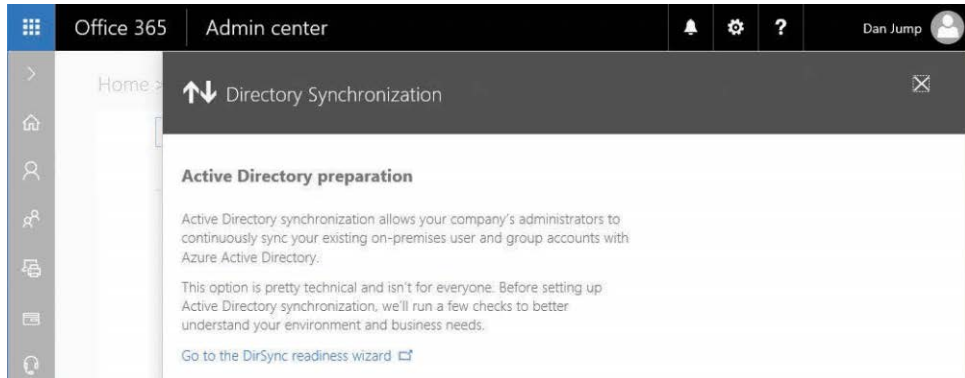 Office 365 Admin center ? Dan Jump
Home >
Directory Synchronization
Active Directory preparation
Active Directory synchronization allows your company's administrators to
continuously sync your existing on-premises user and group accounts with
Azure Active Directory.
This option is pretty technical and isn't for everyone. Before setting up
Active Directory synchronization, we'll run a few checks to better
understand your environment and business needs.
Go to the DirSync readiness wizard